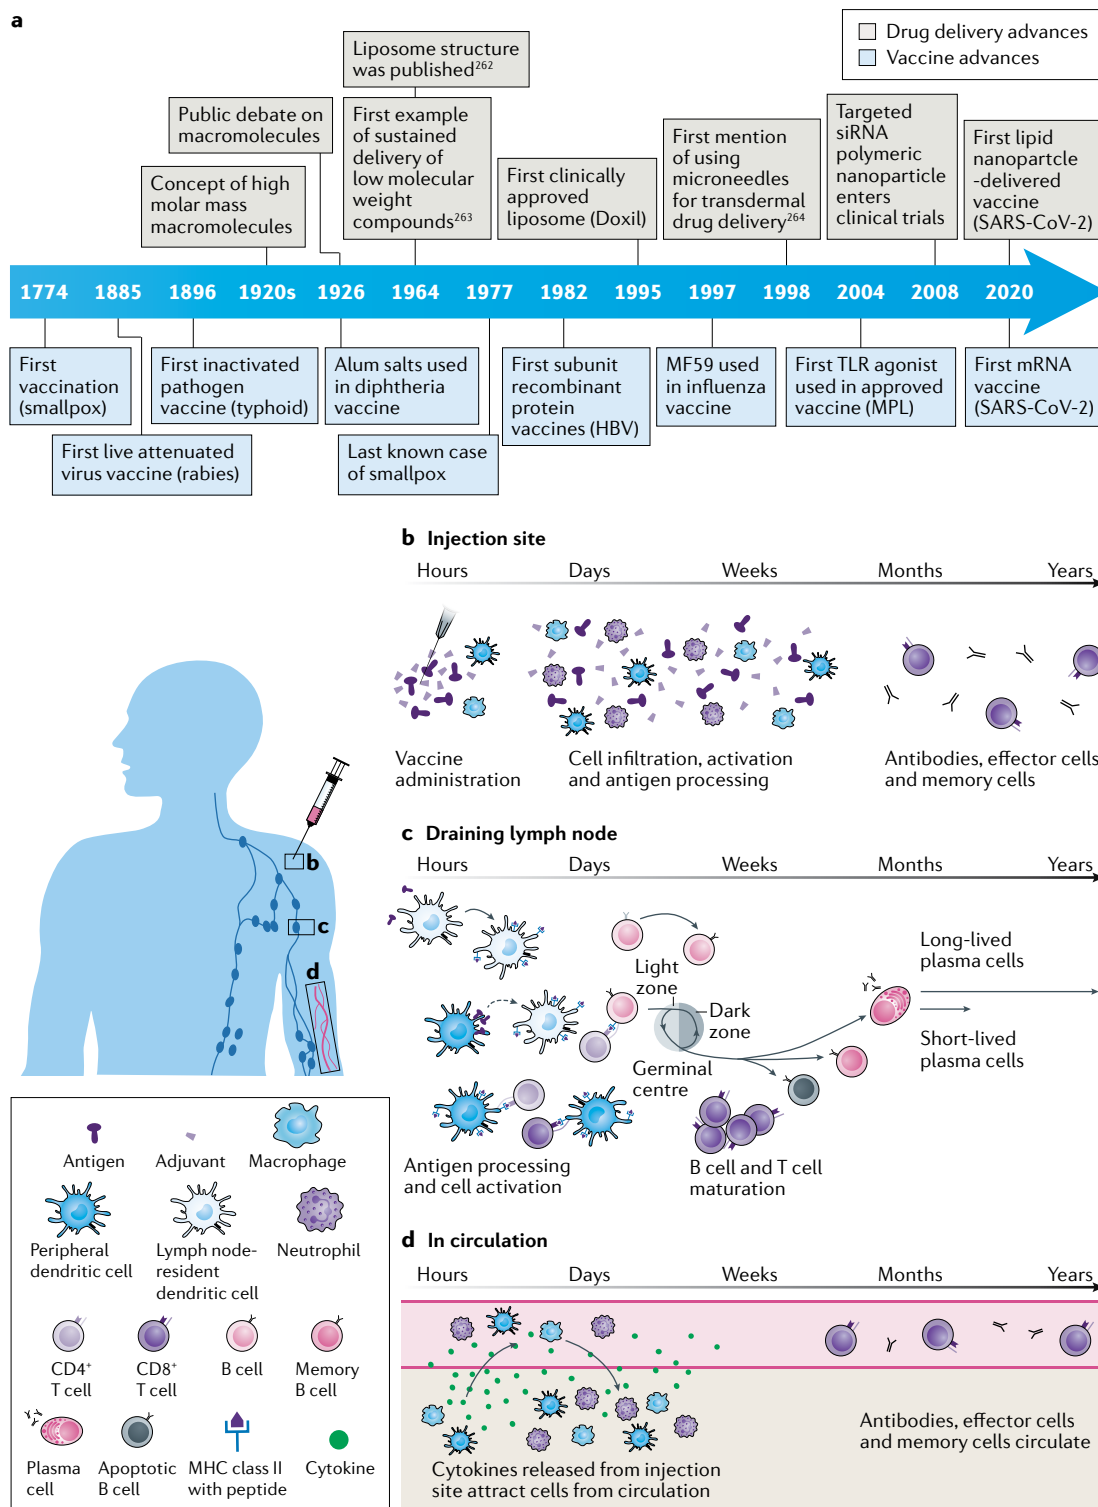 a
Drug delivery advances
Vaccine advances
Liposome structure
was published262
Public debate on
macromolecules
First example
of sustained
delivery of
low molecular
weight
compounds263
Concept of high
molar mass
macromolecules
First clinically
approved
liposome (Doxil)
First mention
of using
microneedles
for transdermal
drug delivery264
Targeted
siRNA
polymeric
nanoparticle
enters
clinical trials
First lipid
nanopartcle
-delivered
vaccine
(SARS-CoV-2)
1774 1885 1896 1920s 1926 1964 1977 1982 1995 1997 1998 2004 2008 2020
First
vaccination
(smallpox)
First live attenuated
virus vaccine (rabies)
First inactivated
pathogen
vaccine (typhoid)
Alum salts used
in diphtheria
vaccine
Last known case
of smallpox
First subunit
recombinant
protein
vaccines (HBV)
MF59 used
in influenza
vaccine
First TLR agonist
used in approved
vaccine (MPL)
First mRNA
vaccine
(SARS-CoV-2)
b Injection site
Hours Days Weeks Months Years
Vaccine
administration
Cell infiltration, activation
and antigen processing
Antibodies, effector cells
and memory cells
b
c
d
c Draining lymph node
Hours Days Weeks Months Years
Light
zone
Dark
zone
Germinal
centre
Long-lived
plasma cells
Short-lived
plasma cells
Antigen processing
and cell activation
B cell and T cell
maturation
d In circulation
Hours Days Weeks Months Years
Cytokines released from injection
site attract cells from circulation
Antibodies, effector cells
and memory cells circulate
Antigen
Adjuvant
Macrophage
Peripheral
dendritic cell
Lymph node-
resident
dendritic cell
Neutrophil
CD4+
T cell
CD8+
T cell
B cell
Memory
B cell
Plasma
cell
Apoptotic
B cell
MHC class II
with peptide
Cytokine